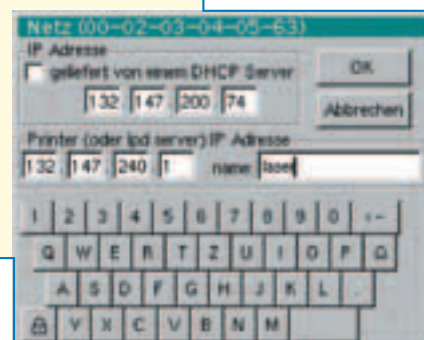 Netz (00-02-03-04-05-63)
IP Adresse
geliefert von einem DHCP Server
132 147 200 74
OK
Abbrechen
Printer (oder lpd server) IP Adresse
132 147 240 1 name laser
1 2 3 4 5 6 7 8 9 0 <-
Q W E R T Z U I O P
A S D F G H J K L .
Y X C V B N M